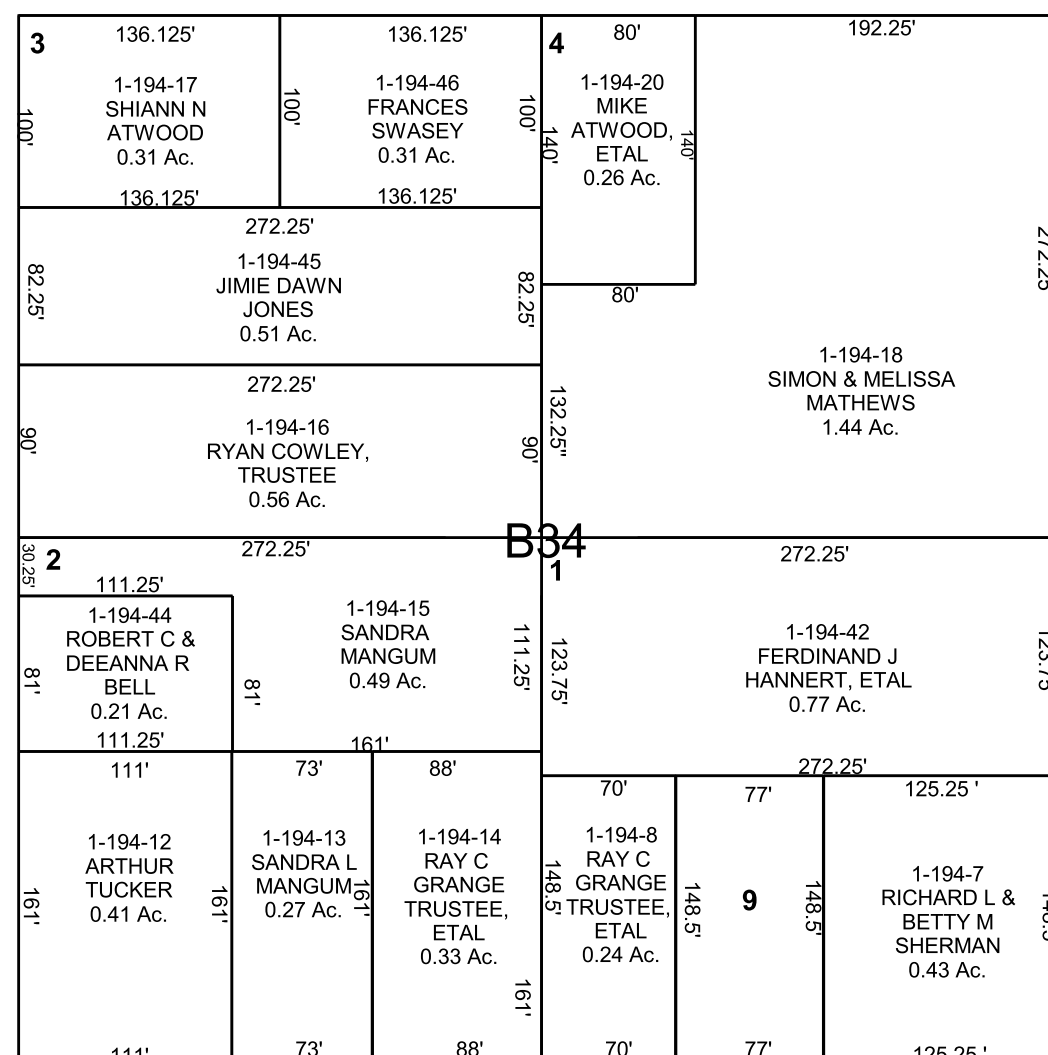 3
136.125'
1-194-17
SHIANN N
ATWOOD
0.31 Ac.
100'
100'
136.125'
136.125'
1-194-46
FRANCES
SWASEY
0.31 Ac.
100'
136.125'
4
80'
1-194-20
MIKE
ATWOOD,
ETAL
0.26 Ac.
140'
140'
80'
192.25'
272.25'
1-194-18
SIMON & MELISSA
MATHEWS
1.44 Ac.
132.25"
272.25'
1-194-45
JIMIE DAWN
JONES
0.51 Ac.
82.25'
82.25'
272.25'
1-194-16
RYAN COWLEY,
TRUSTEE
0.56 Ac.
90'
90'
B34
30.25'
2
272.25'
111.25'
1-194-44
ROBERT C &
DEEANNA R
BELL
0.21 Ac.
81'
81'
111.25'
1-194-15
SANDRA
MANGUM
0.49 Ac.
111.25'
161'
1
272.25'
1-194-42
FERDINAND J
HANNERT, ETAL
0.77 Ac.
123.75'
123.75
272.25'
111'
1-194-12
ARTHUR
TUCKER
0.41 Ac.
161'
161'
111'
73'
1-194-13
SANDRA L
MANGUM
0.27 Ac.
161'
73'
88'
1-194-14
RAY C
GRANGE
TRUSTEE,
ETAL
0.33 Ac.
161'
88'
70'
1-194-8
RAY C
GRANGE
TRUSTEE,
ETAL
0.24 Ac.
148.5'
148.5'
70'
77'
9
148.5'
77'
125.25 '
1-194-7
RICHARD L &
BETTY M
SHERMAN
0.43 Ac.
125.25 '